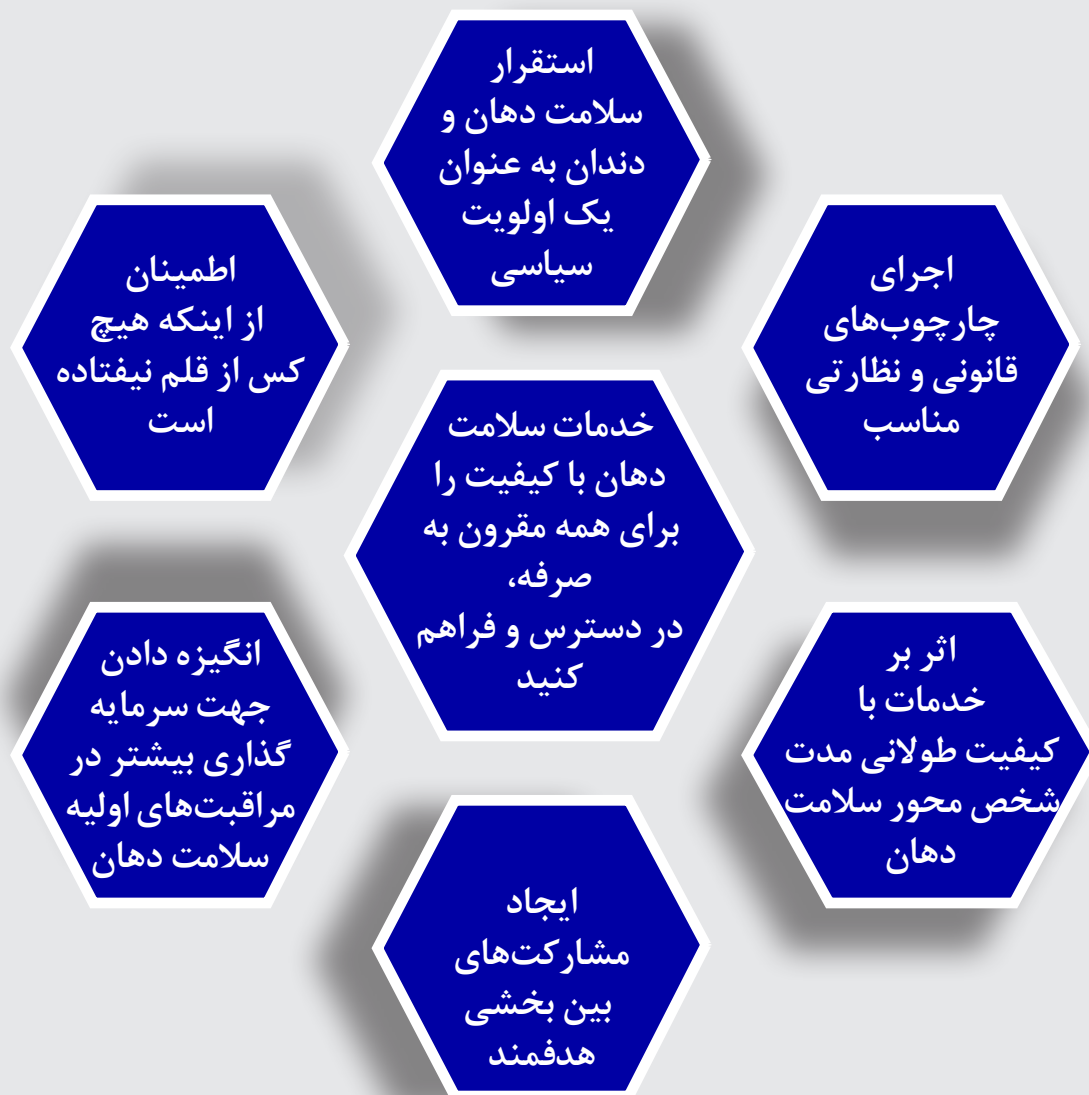 استقرار
سلامت دهان و
دندان به عنوان
یک اولویت
سیاسی
اجرای
چارچوب‌های
قانونی و نظارتی
مناسب
اطمینان
از اینکه هیچ
کس از قلم نیفتاده
است
خدمات سلامت
دهان با کیفیت را
برای همه مقرون به
صرفه،
در دسترس و فراهم
کنید
اثر بر
خدمات با
کیفیت طولانی مدت
شخص محور سلامت
دهان
انگیزه دادن
جهت سرمایه
گذاری بیشتر در
مراقبت‌های اولیه
سلامت دهان
ایجاد
مشارکت‌های
بین بخشی
هدفمند